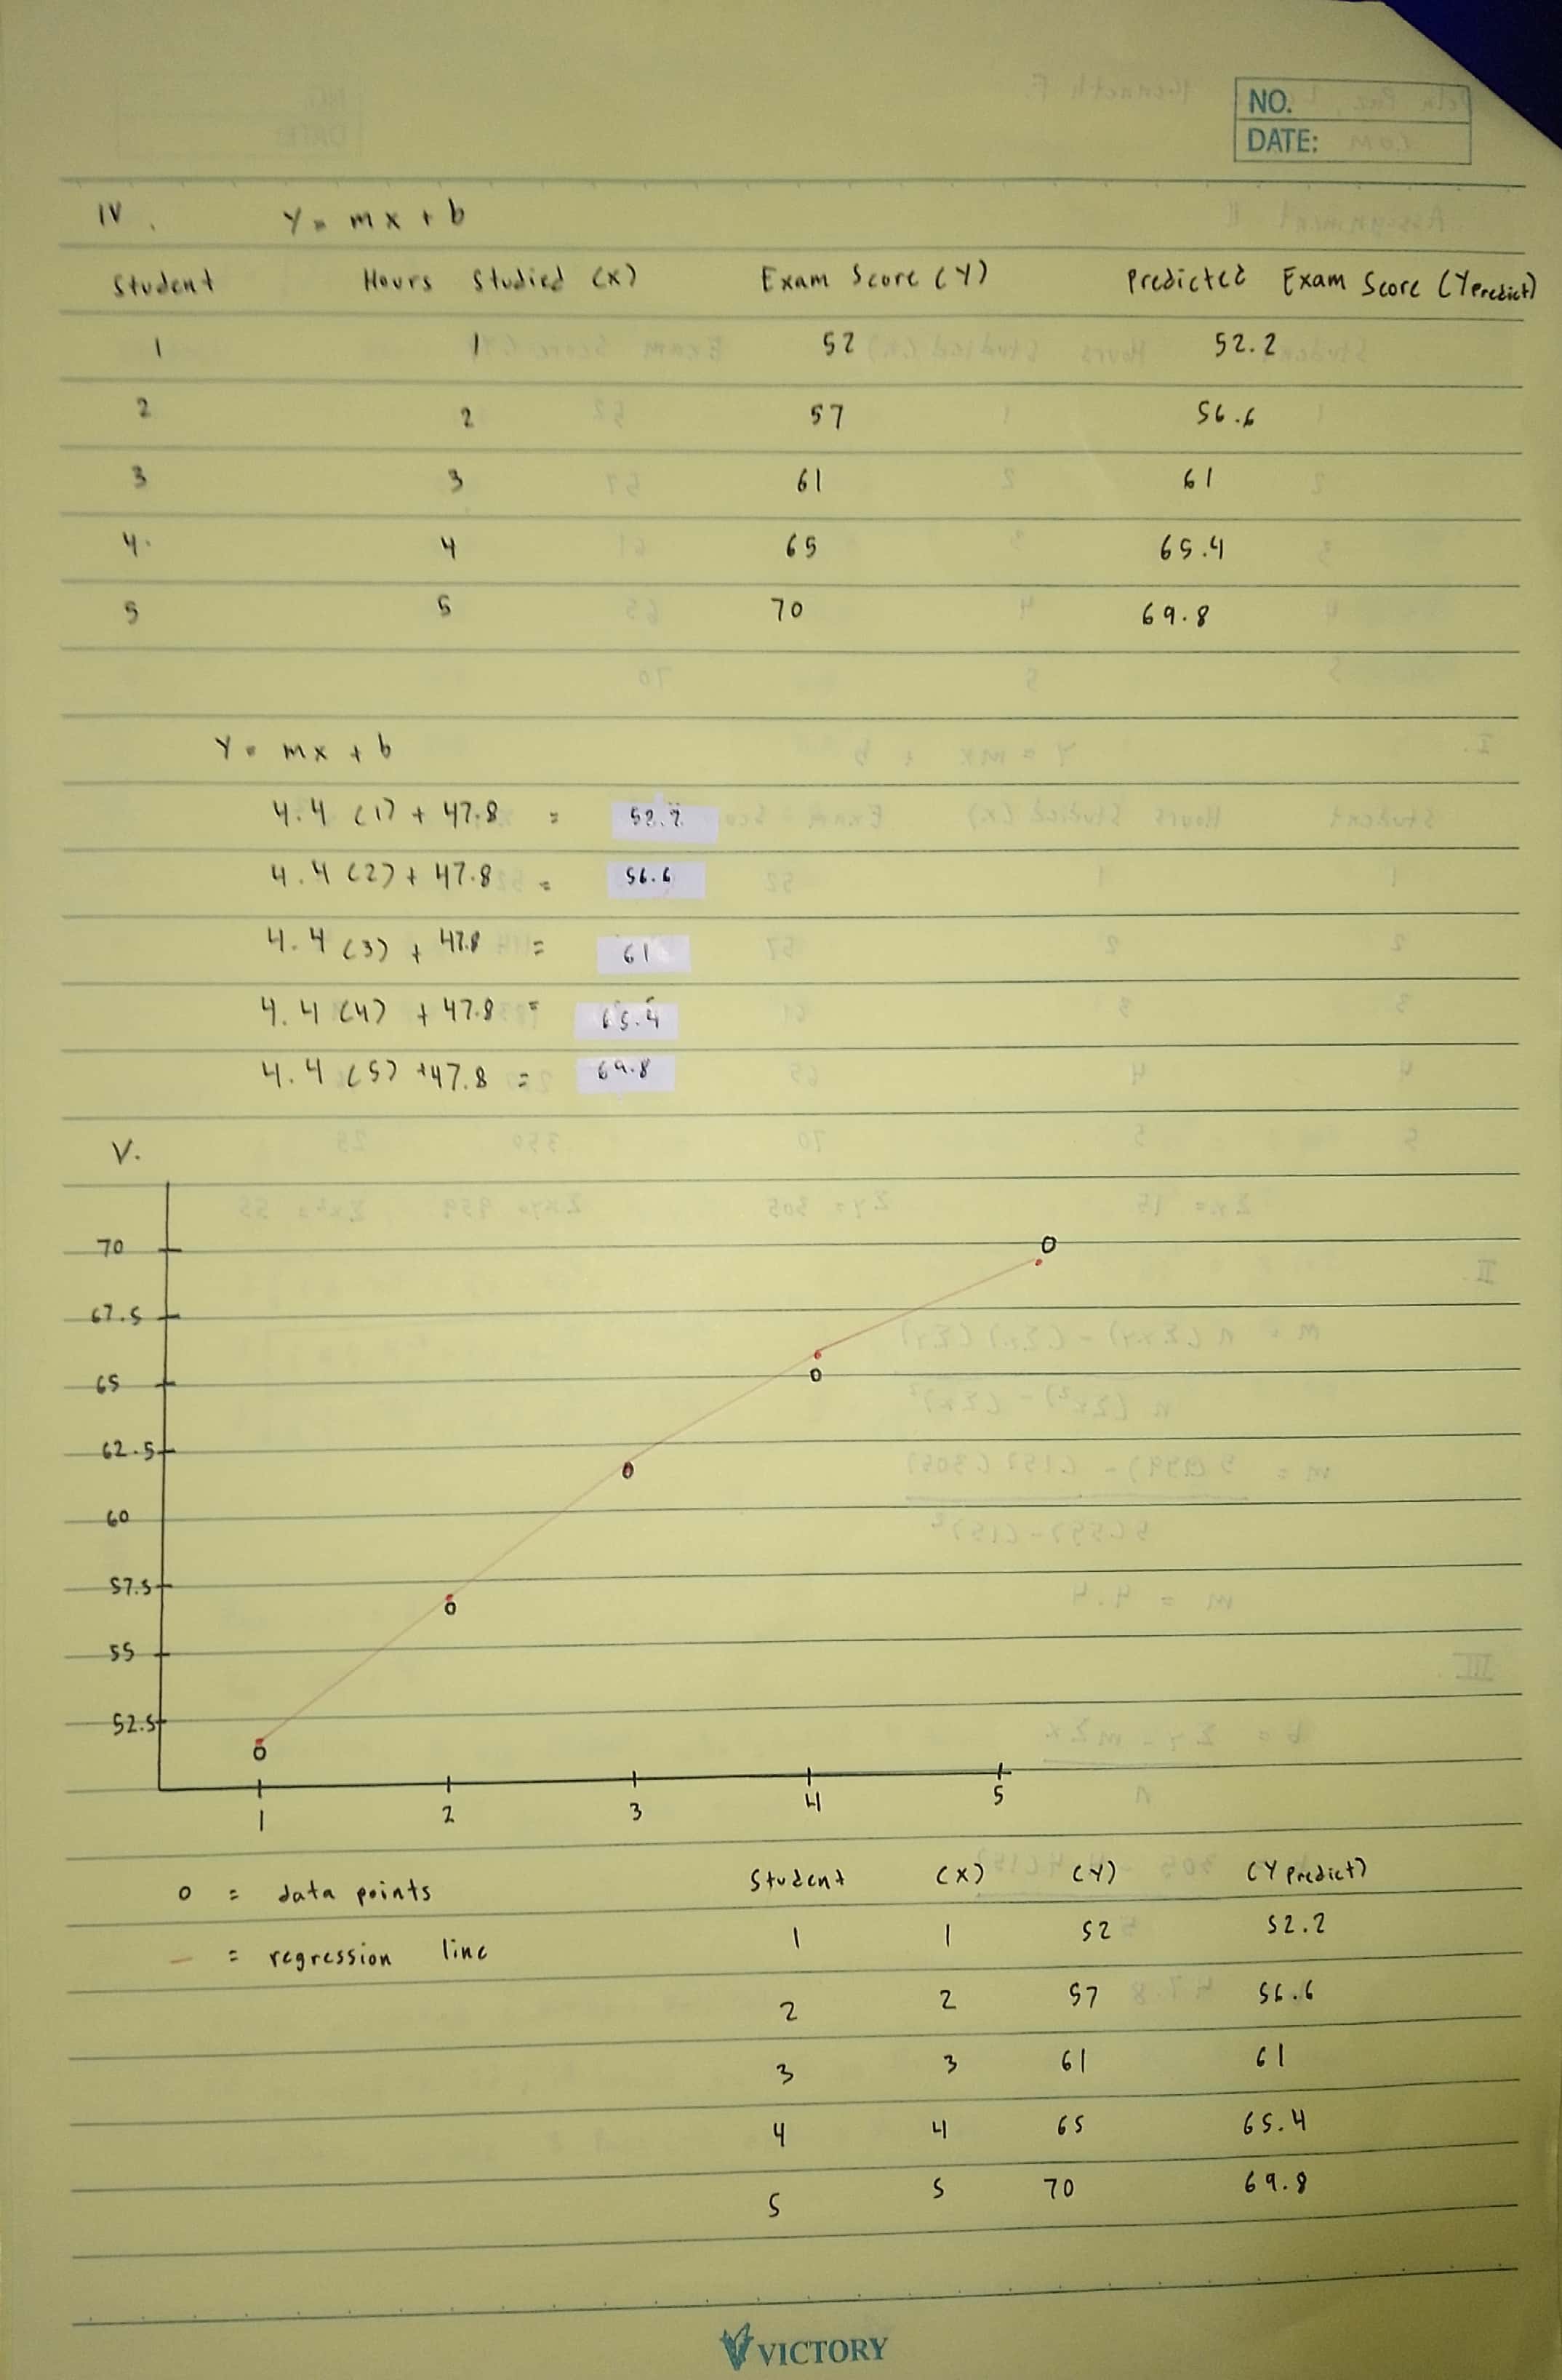 NO.
DATE:
IV. Y = mx + b
Student Hours Studied (X) Exam Score (Y) Predicted Exam Score (Y Predict)
1 1 52 52.2
2 2 57 56.6
3 3 61 61
4. 4 65 65.4
5 5 70 69.8
Y = mx + b
4.4 (1) + 47.8 = 52.2
4.4 (2) + 47.8 = 56.6
4.4 (3) + 47.8 = 61
4.4 (4) + 47.8 = 65.4
4.4 (5) + 47.8 = 69.8
V.
70
67.5
65
62.5
60
57.5
55
52.5
1 2 3 4 5
o = data points
— = regression line
Student (X) (Y) (Y Predict)
1 1 52 52.2
2 2 57 56.6
3 3 61 61
4 4 65 65.4
5 5 70 69.8
VICTORY